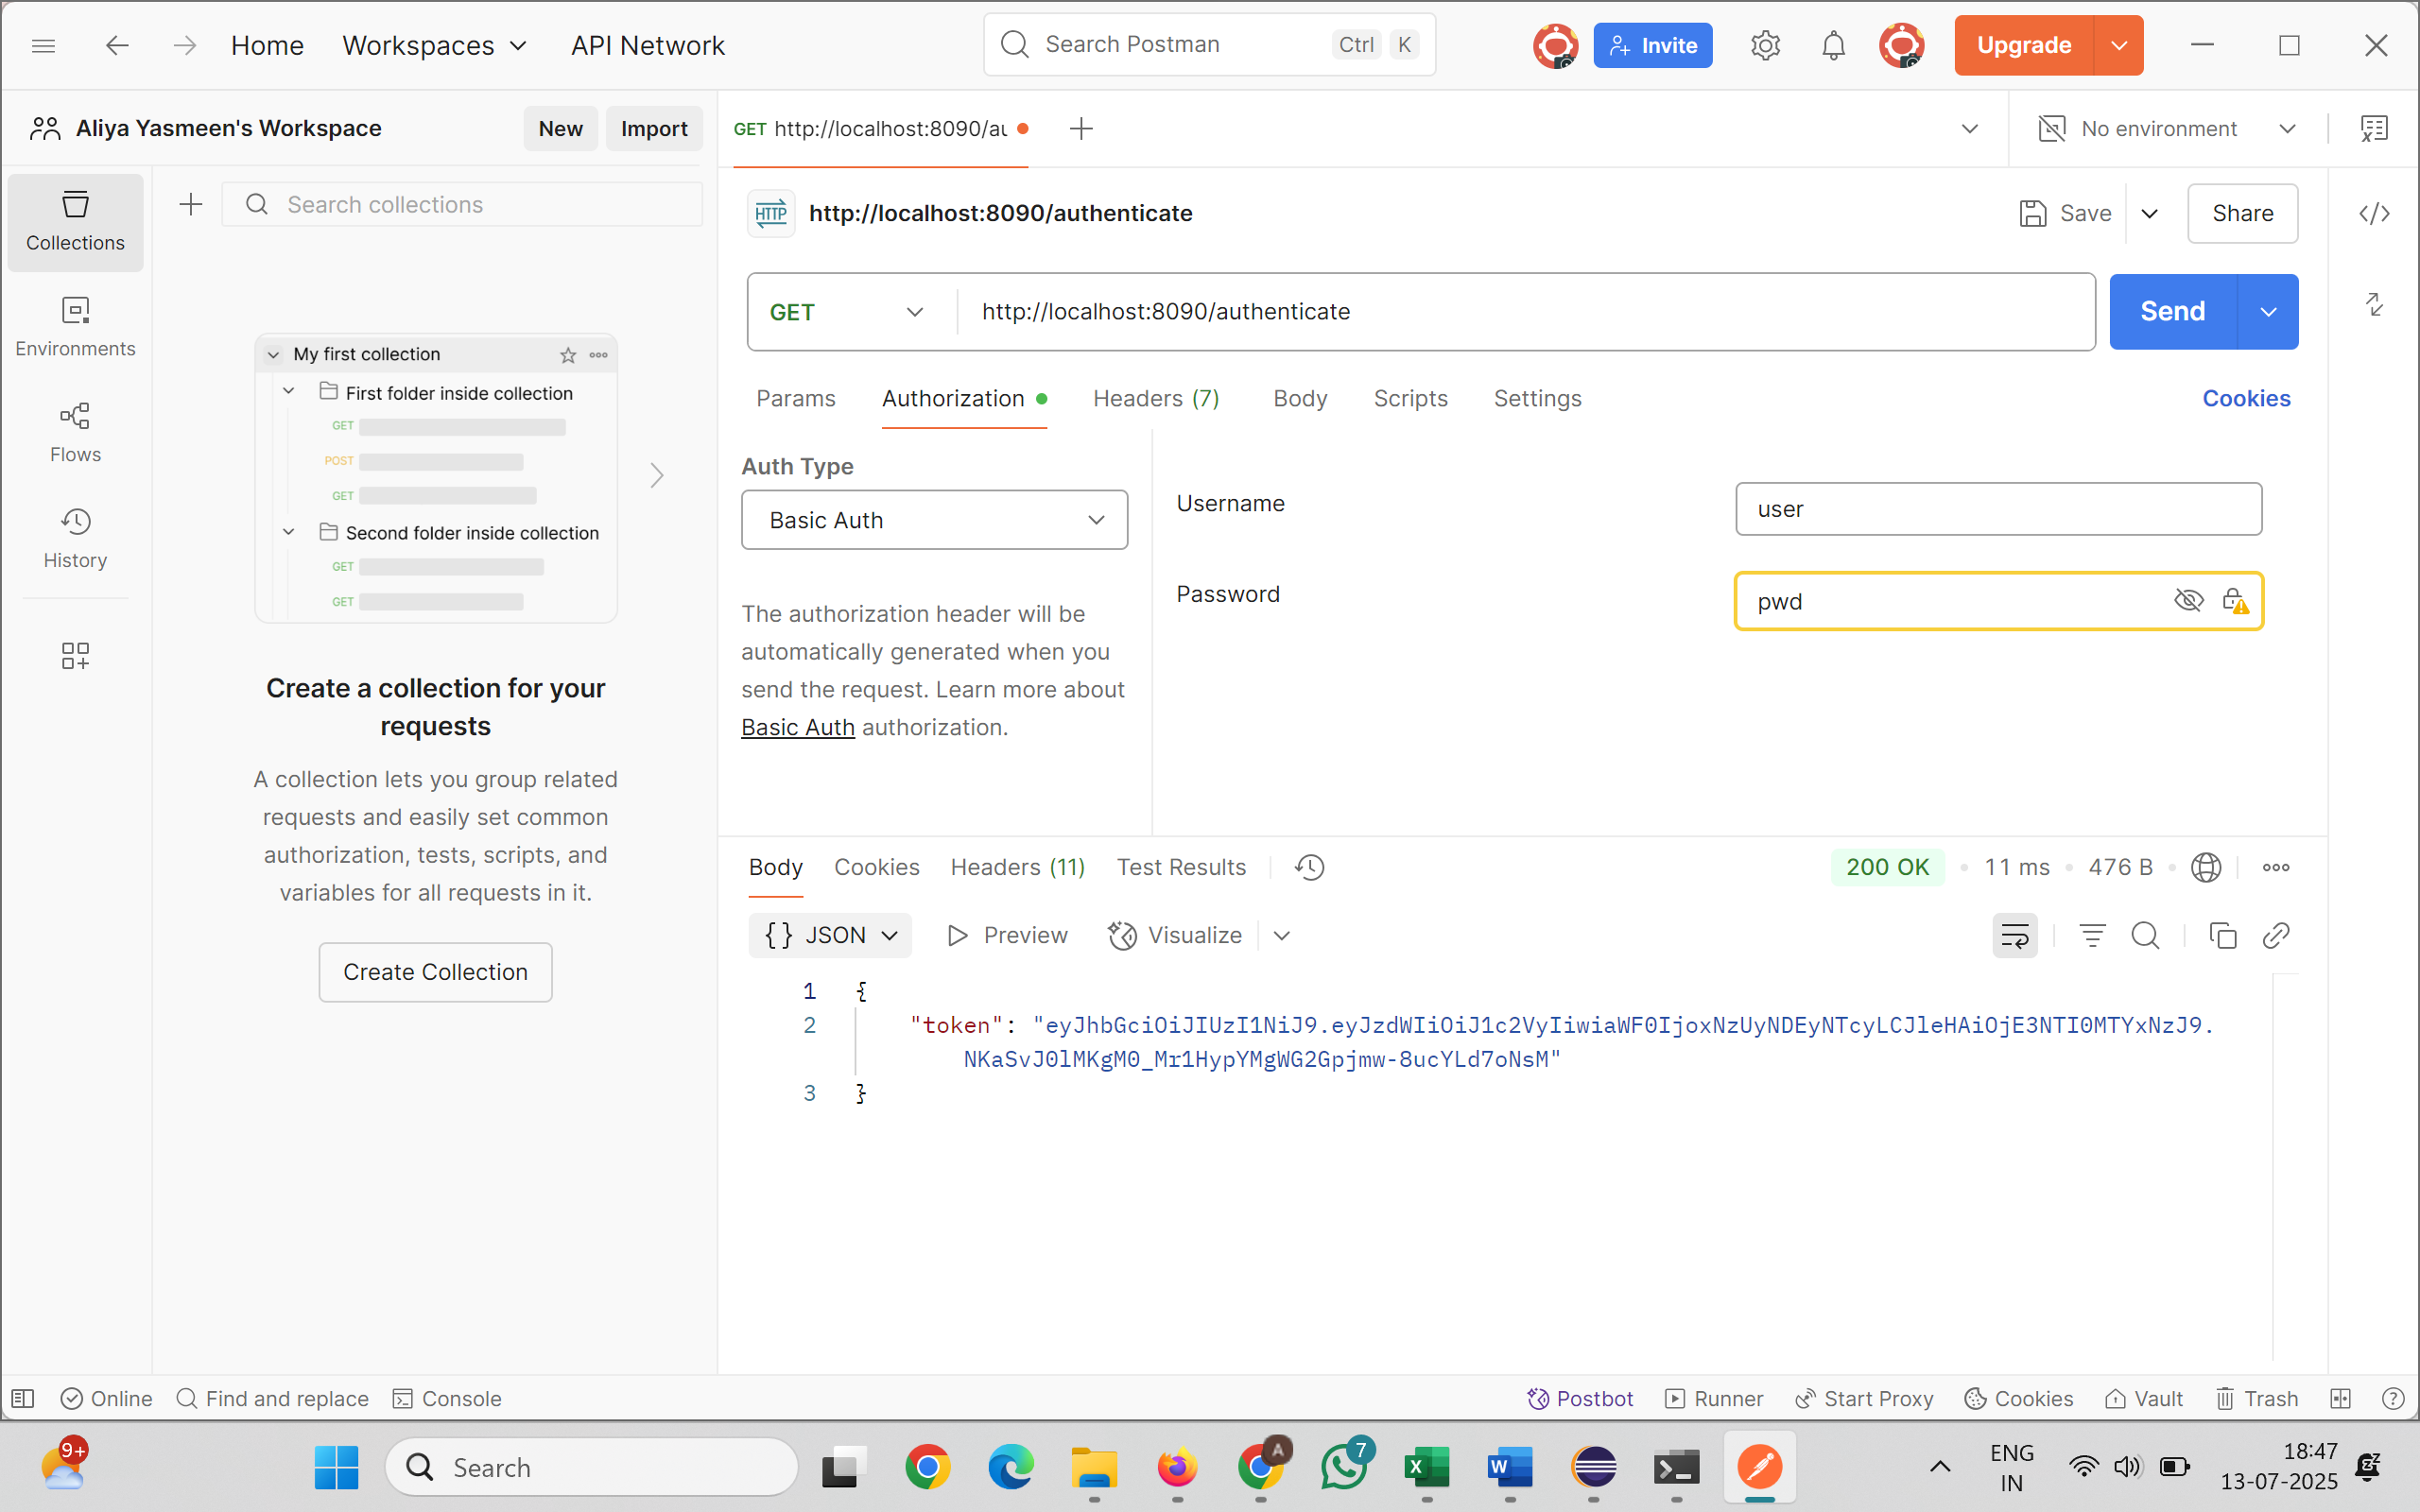 Home
Workspaces
API Network
Search Postman
Ctrl K
Invite
Upgrade
Aliya Yasmeen's Workspace
New
Import
GET http://localhost:8090/au
No environment
Collections
Environments
Flows
History
Search collections
My first collection
First folder inside collection
GET
POST
GET
Second folder inside collection
GET
GET
Create a collection for your
requests
A collection lets you group related
requests and easily set common
authorization, tests, scripts, and
variables for all requests in it.
Create Collection
HTTP http://localhost:8090/authenticate
Save
Share
GET http://localhost:8090/authenticate
Send
Params
Authorization
Headers (7)
Body
Scripts
Settings
Cookies
Auth Type
Basic Auth
The authorization header will be
automatically generated when you
send the request. Learn more about
Basic Auth authorization.
Username
user
Password
pwd
Body
Cookies
Headers (11)
Test Results
200 OK
11 ms
476 B
{ } JSON
Preview
Visualize
1 {
2 "token": "eyJhbGciOiJIUzI1NiJ9.eyJzdWIiOiJ1c2VyIiwiaWF0IjoxNzUyNDEyNTcyLCJleHAiOjE3NTI0MTYxNzJ9.
NKaSvJ0lMKgM0_Mr1HypYMgWG2Gpjmw-8ucYLd7oNsM"
3 }
Online
Find and replace
Console
Postbot
Runner
Start Proxy
Cookies
Vault
Trash
9+
Search
A
7
X
W
ENG
IN
18:47
13-07-2025